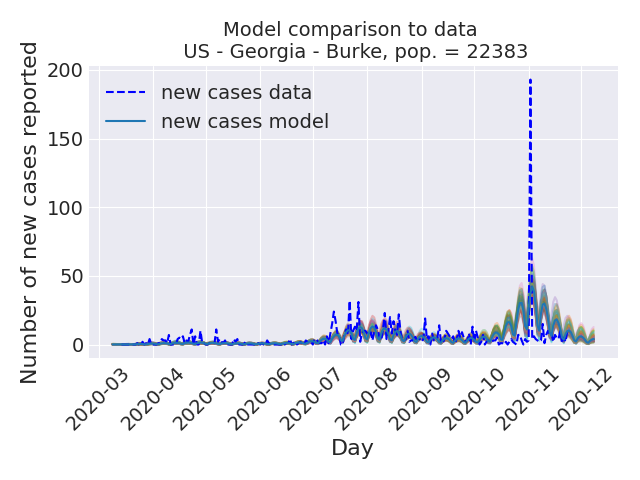 Model comparison to data
US - Georgia - Burke, pop. = 22383
Number of new cases reported
200
150
100
50
0
new cases data
new cases model
2020-03
2020-04
2020-05
2020-06
2020-07
2020-08
2020-09
2020-10
2020-11
2020-12
Day